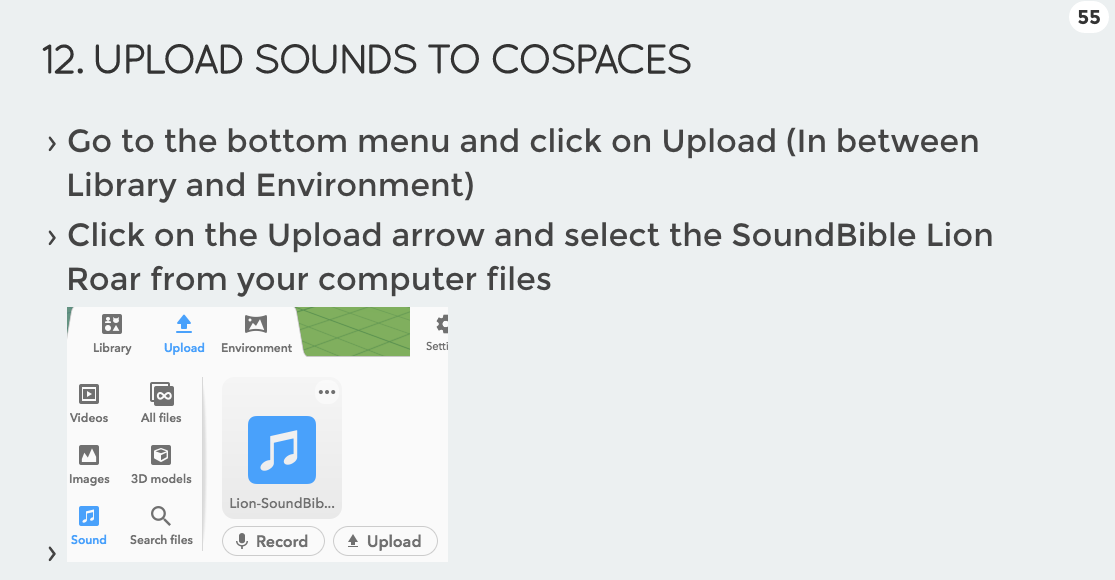 55
12. UPLOAD SOUNDS TO COSPACES
› Go to the bottom menu and click on Upload (In between
Library and Environment)
› Click on the Upload arrow and select the SoundBible Lion
Roar from your computer files
Library Upload Environment Setti
Videos All files
Images 3D models
Lion-SoundBib...
Sound Search files
Record Upload
›